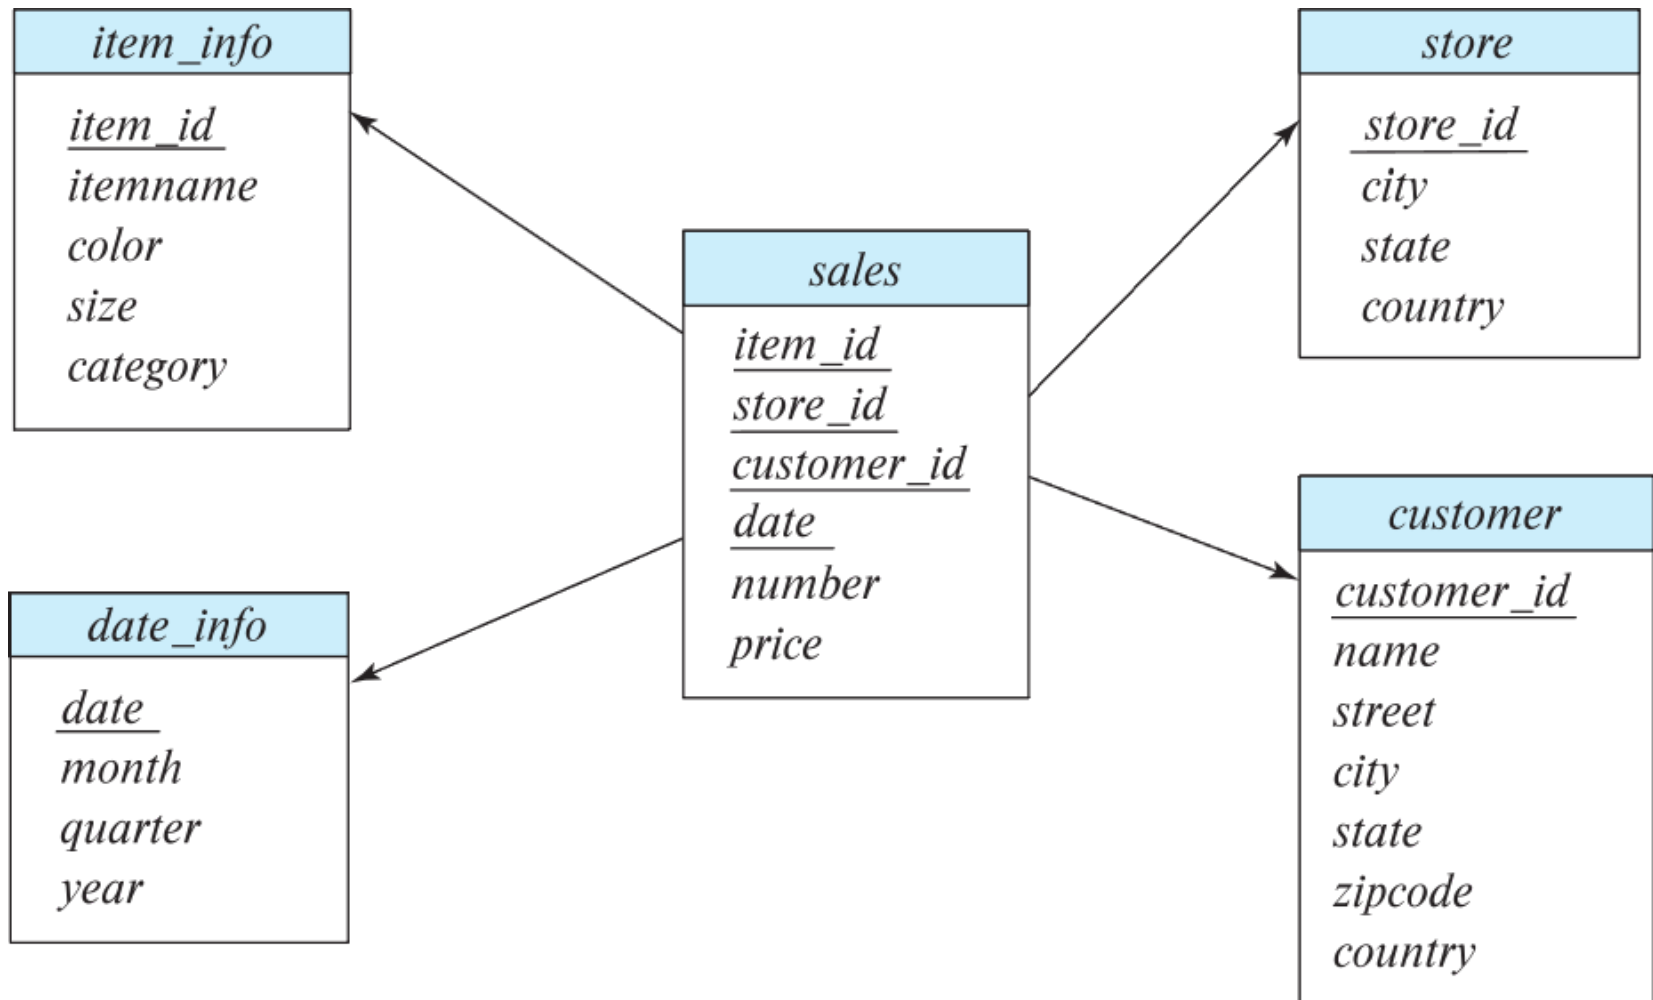 item_info
item_id
itemname
color
size
category
store
store_id
city
state
country
sales
item_id
store_id
customer_id
date
number
price
date_info
date
month
quarter
year
customer
customer_id
name
street
city
state
zipcode
country